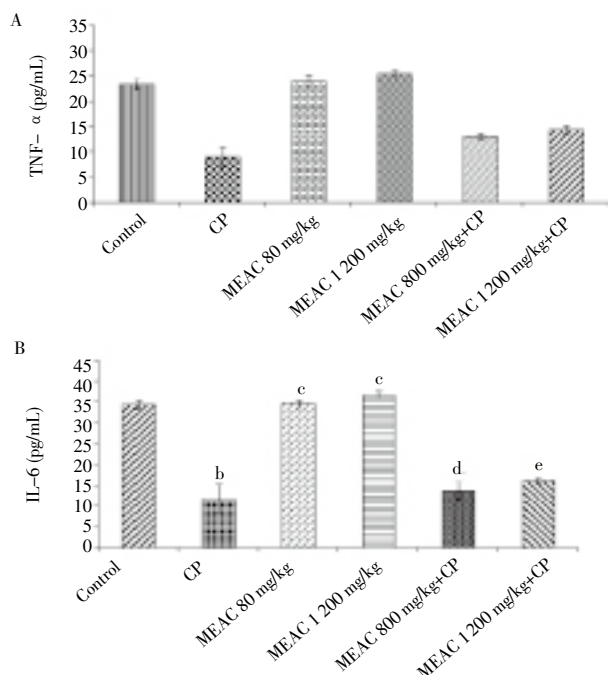 A
TNF- α (pg/mL)
35
30
25
20
15
10
5
0
Control
CP
MEAC 80 mg/kg
MEAC 1 200 mg/kg
MEAC 800 mg/kg+CP
MEAC 1 200 mg/kg+CP
B
IL-6 (pg/mL)
45
35
30
25
20
15
10
5
0
b
c
c
d
e
Control
CP
MEAC 80 mg/kg
MEAC 1 200 mg/kg
MEAC 800 mg/kg+CP
MEAC 1 200 mg/kg+CP